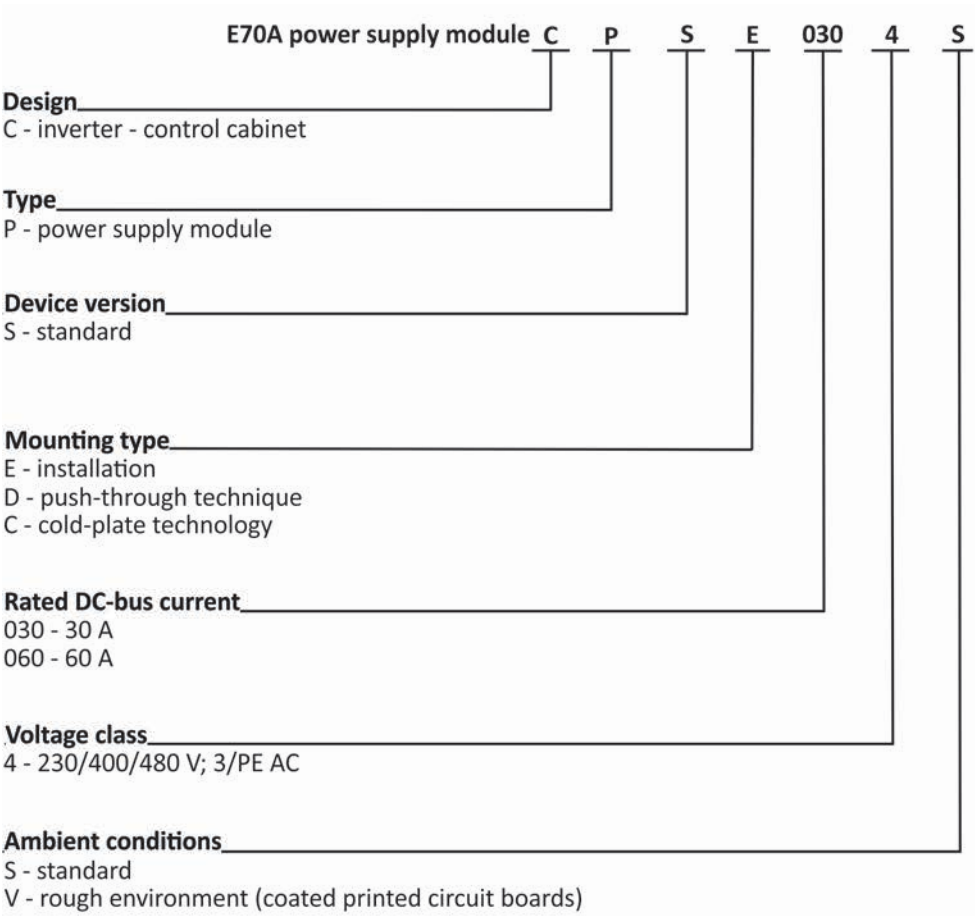 E70A power supply module C P S E 030 4 S
Design
C - inverter - control cabinet
Type
P - power supply module
Device version
S - standard
Mounting type
E - installation
D - push-through technique
C - cold-plate technology
Rated DC-bus current
030 - 30 A
060 - 60 A
Voltage class
4 - 230/400/480 V; 3/PE AC
Ambient conditions
S - standard
V - rough environment (coated printed circuit boards)